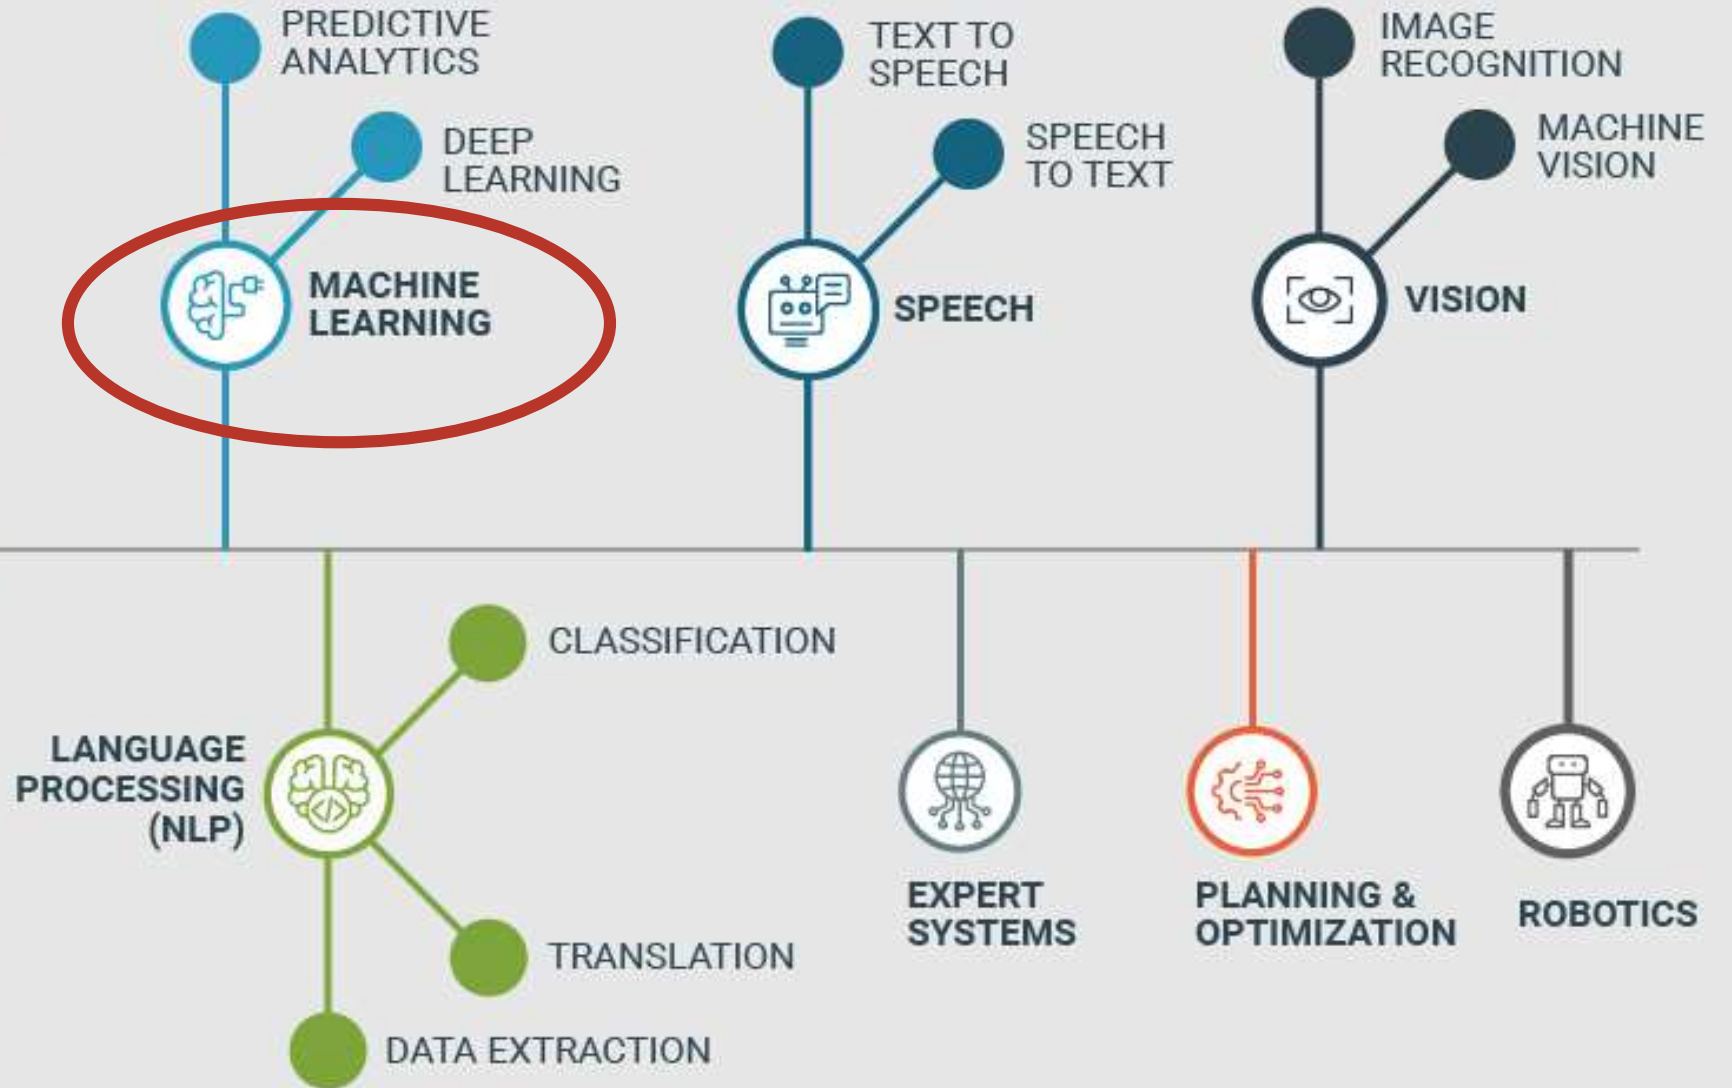 PREDICTIVE
ANALYTICS
DEEP
LEARNING
MACHINE
LEARNING
TEXT TO
SPEECH
SPEECH
TO TEXT
SPEECH
IMAGE
RECOGNITION
MACHINE
VISION
VISION
LANGUAGE
PROCESSING
(NLP)
CLASSIFICATION
TRANSLATION
DATA EXTRACTION
EXPERT
SYSTEMS
PLANNING &
OPTIMIZATION
ROBOTICS